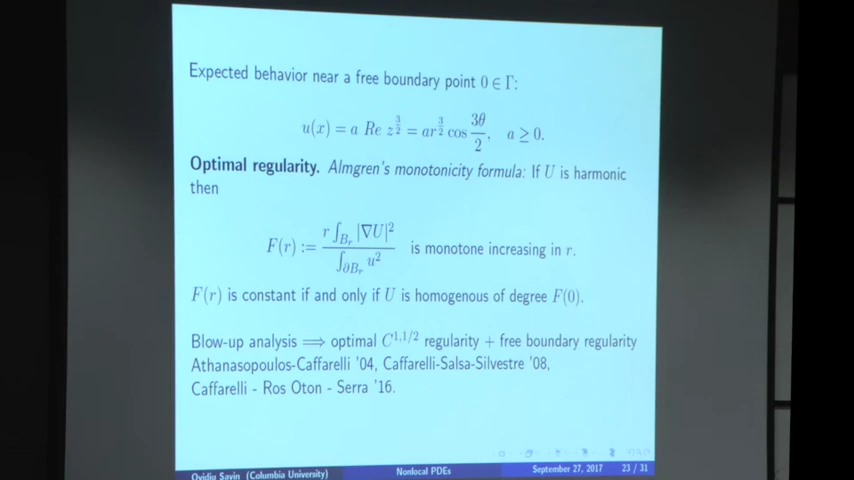 Expected behavior near a free boundary point 0 ∈ Γ:
u(x) = a Re z^{3/2} = ar^{3/2} cos 3θ/2, a ≥ 0.
Optimal regularity. Almgren's monotonicity formula: If U is harmonic
then
F(r) := r ∫_{B_r} |∇U|² / ∫_{∂B_r} u² is monotone increasing in r.
F(r) is constant if and only if U is homogenous of degree F(0).
Blow-up analysis ⟹ optimal C^{1,1/2} regularity + free boundary regularity
Athanasopoulos-Caffarelli '04, Caffarelli-Salsa-Silvestre '08,
Caffarelli - Ros Oton - Serra '16.
Ovidiu Savin (Columbia University) Nonlocal PDEs September 27, 2017 23 / 31